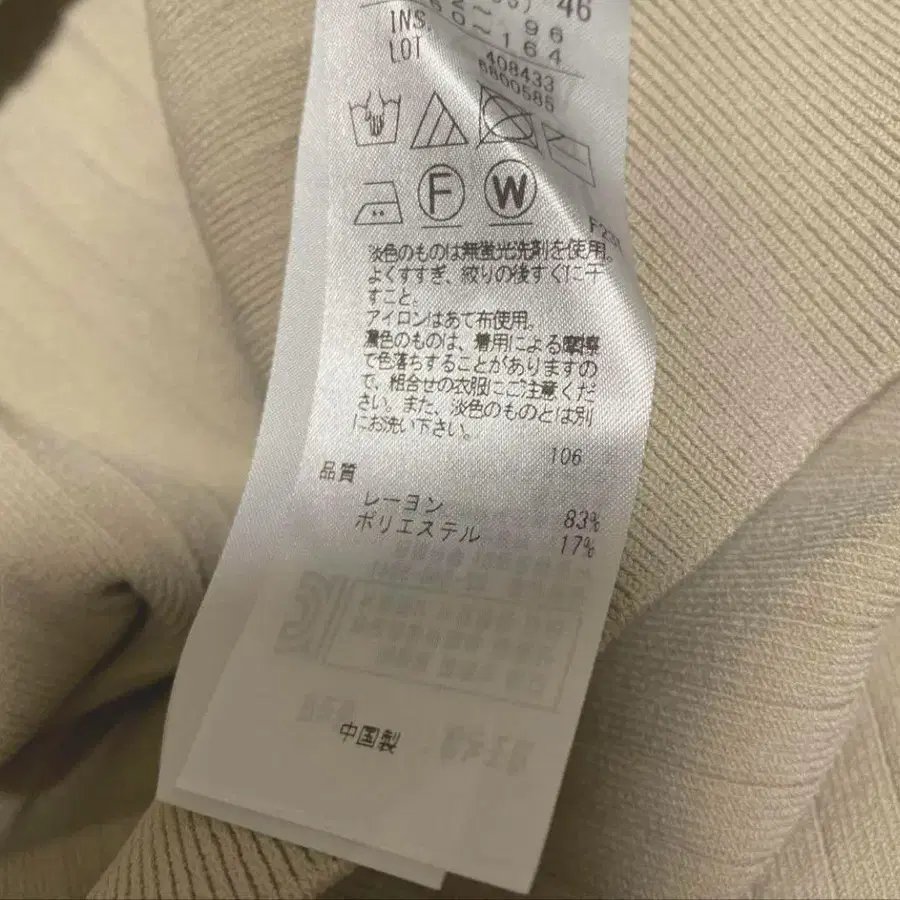 46
96
INS 60～164
LOT 408433
6800585
F W
淡色のものは無蛍光洗剤を使用。
よくすすぎ、絞りの後すぐに干
すこと。
アイロンはあて布使用。
濃色のものは、着用による摩擦
で色落ちすることがありますの
で、組合せの衣服にご注意くだ
さい。また、淡色のものとは別
にお洗い下さい。
106
品質
レーヨン 83%
ポリエステル 17%
中国製